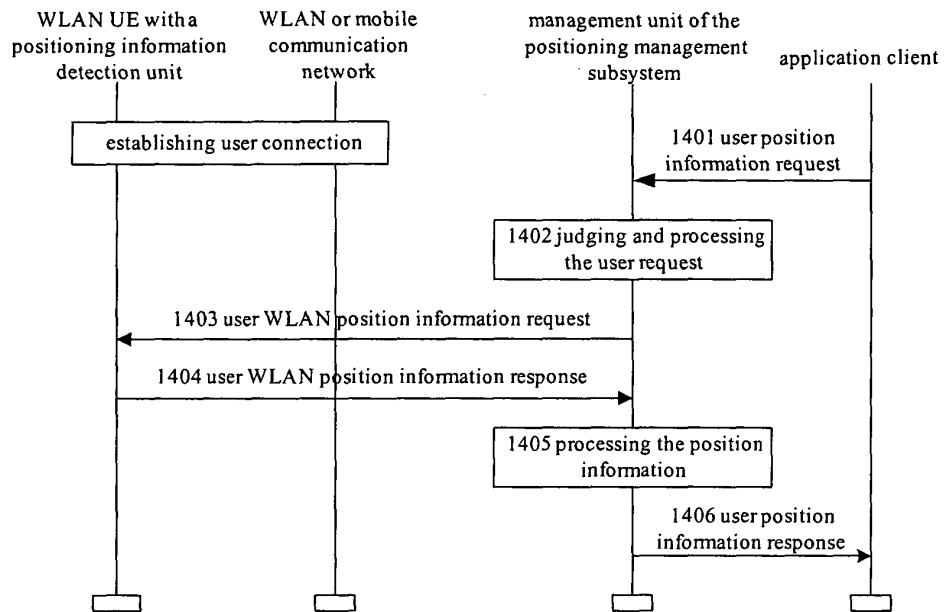 WLAN UE with a
positioning information
detection unit
WLAN or mobile
communication
network
management unit of the
positioning management
subsystem
application client
establishing user connection
1401 user position
information request
1402 judging and processing
the user request
1403 user WLAN position information request
1404 user WLAN position information response
1405 processing the position
information
1406 user position
information response